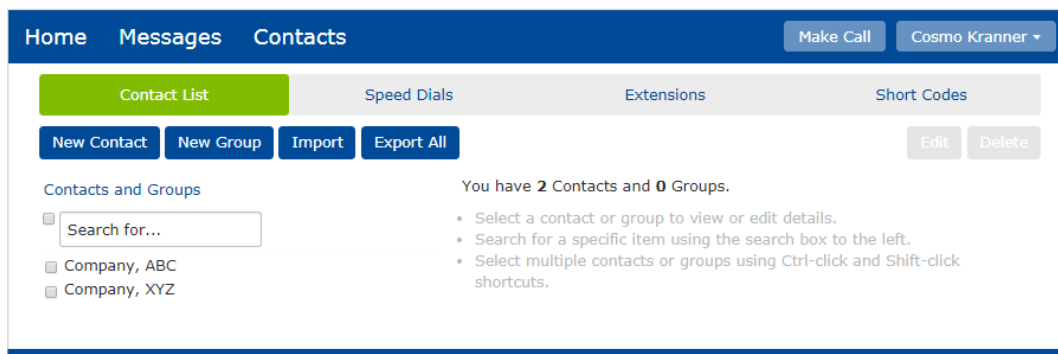 Home Messages Contacts Make Call Cosmo Kranner
Contact List Speed Dials Extensions Short Codes
New Contact New Group Import Export All Edit Delete
Contacts and Groups
Search for...
Company, ABC
Company, XYZ
You have 2 Contacts and 0 Groups.
Select a contact or group to view or edit details.
Search for a specific item using the search box to the left.
Select multiple contacts or groups using Ctrl-click and Shift-click
shortcuts.